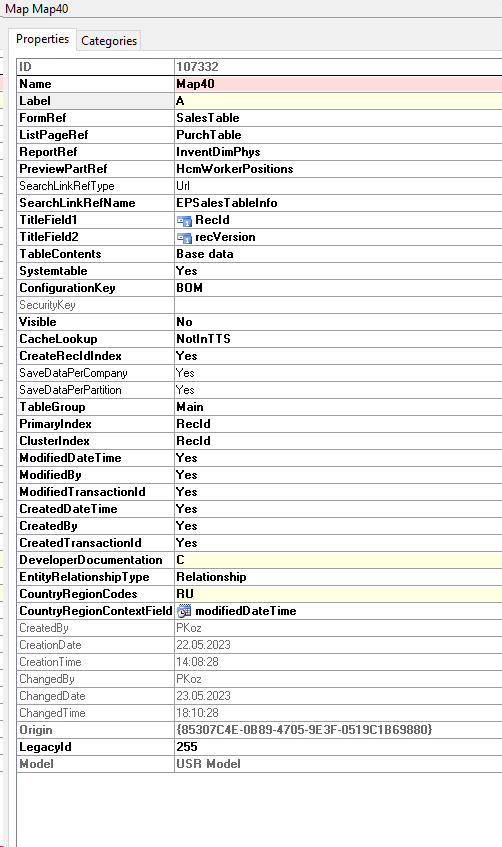 Map Map40
Properties Categories
ID 107332
Name Map40
Label A
FormRef SalesTable
ListPageRef PurchTable
ReportRef InventDimPhys
PreviewPartRef HcmWorkerPositions
SearchLinkRefType Url
SearchLinkRefName EPSalesTableInfo
TitleField1 RecId
TitleField2 recVersion
TableContents Base data
Systemtable Yes
ConfigurationKey BOM
SecurityKey
Visible No
CacheLookup NotInTTS
CreateRecIdIndex Yes
SaveDataPerCompany Yes
SaveDataPerPartition Yes
TableGroup Main
PrimaryIndex RecId
ClusterIndex RecId
ModifiedDateTime Yes
ModifiedBy Yes
ModifiedTransactionId Yes
CreatedDateTime Yes
CreatedBy Yes
CreatedTransactionId Yes
DeveloperDocumentation C
EntityRelationshipType Relationship
CountryRegionCodes RU
CountryRegionContextField modifiedDateTime
CreatedBy PKoz
CreationDate 22.05.2023
CreationTime 14:08:28
ChangedBy PKoz
ChangedDate 23.05.2023
ChangedTime 18:10:28
Origin {85307C4E-0B89-4705-9E3F-0519C1B69880}
LegacyId 255
Model USR Model